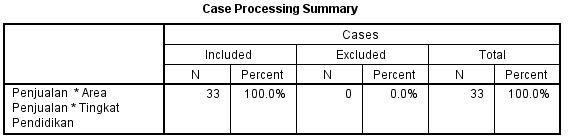 Case Processing Summary
Cases
Included Excluded Total
N Percent N Percent N Percent
Penjualan * Area 33 100.0% 0 0.0% 33 100.0%
Penjualan * Tingkat
Pendidikan